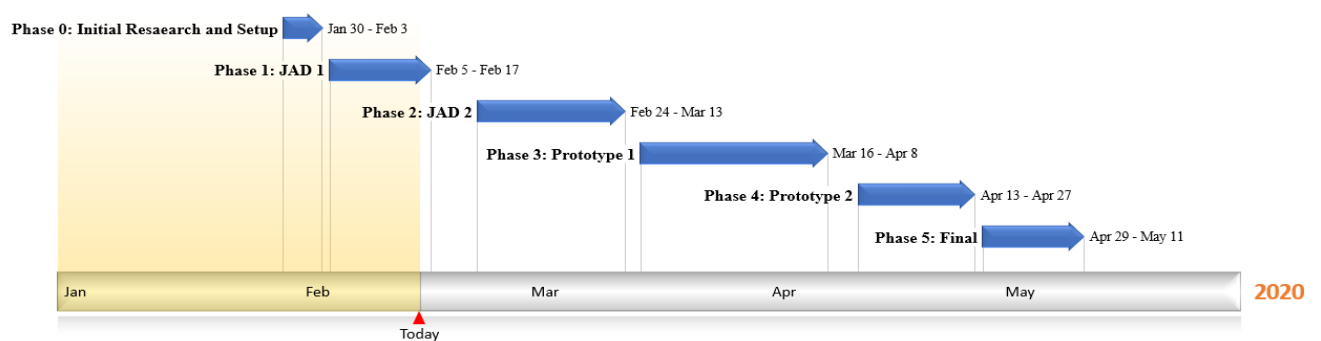 Phase 0: Initial Resaearch and Setup Jan 30 - Feb 3
Phase 1: JAD 1 Feb 5 - Feb 17
Phase 2: JAD 2 Feb 24 - Mar 13
Phase 3: Prototype 1 Mar 16 - Apr 8
Phase 4: Prototype 2 Apr 13 - Apr 27
Phase 5: Final Apr 29 - May 11
Jan Feb Mar Apr May 2020
Today